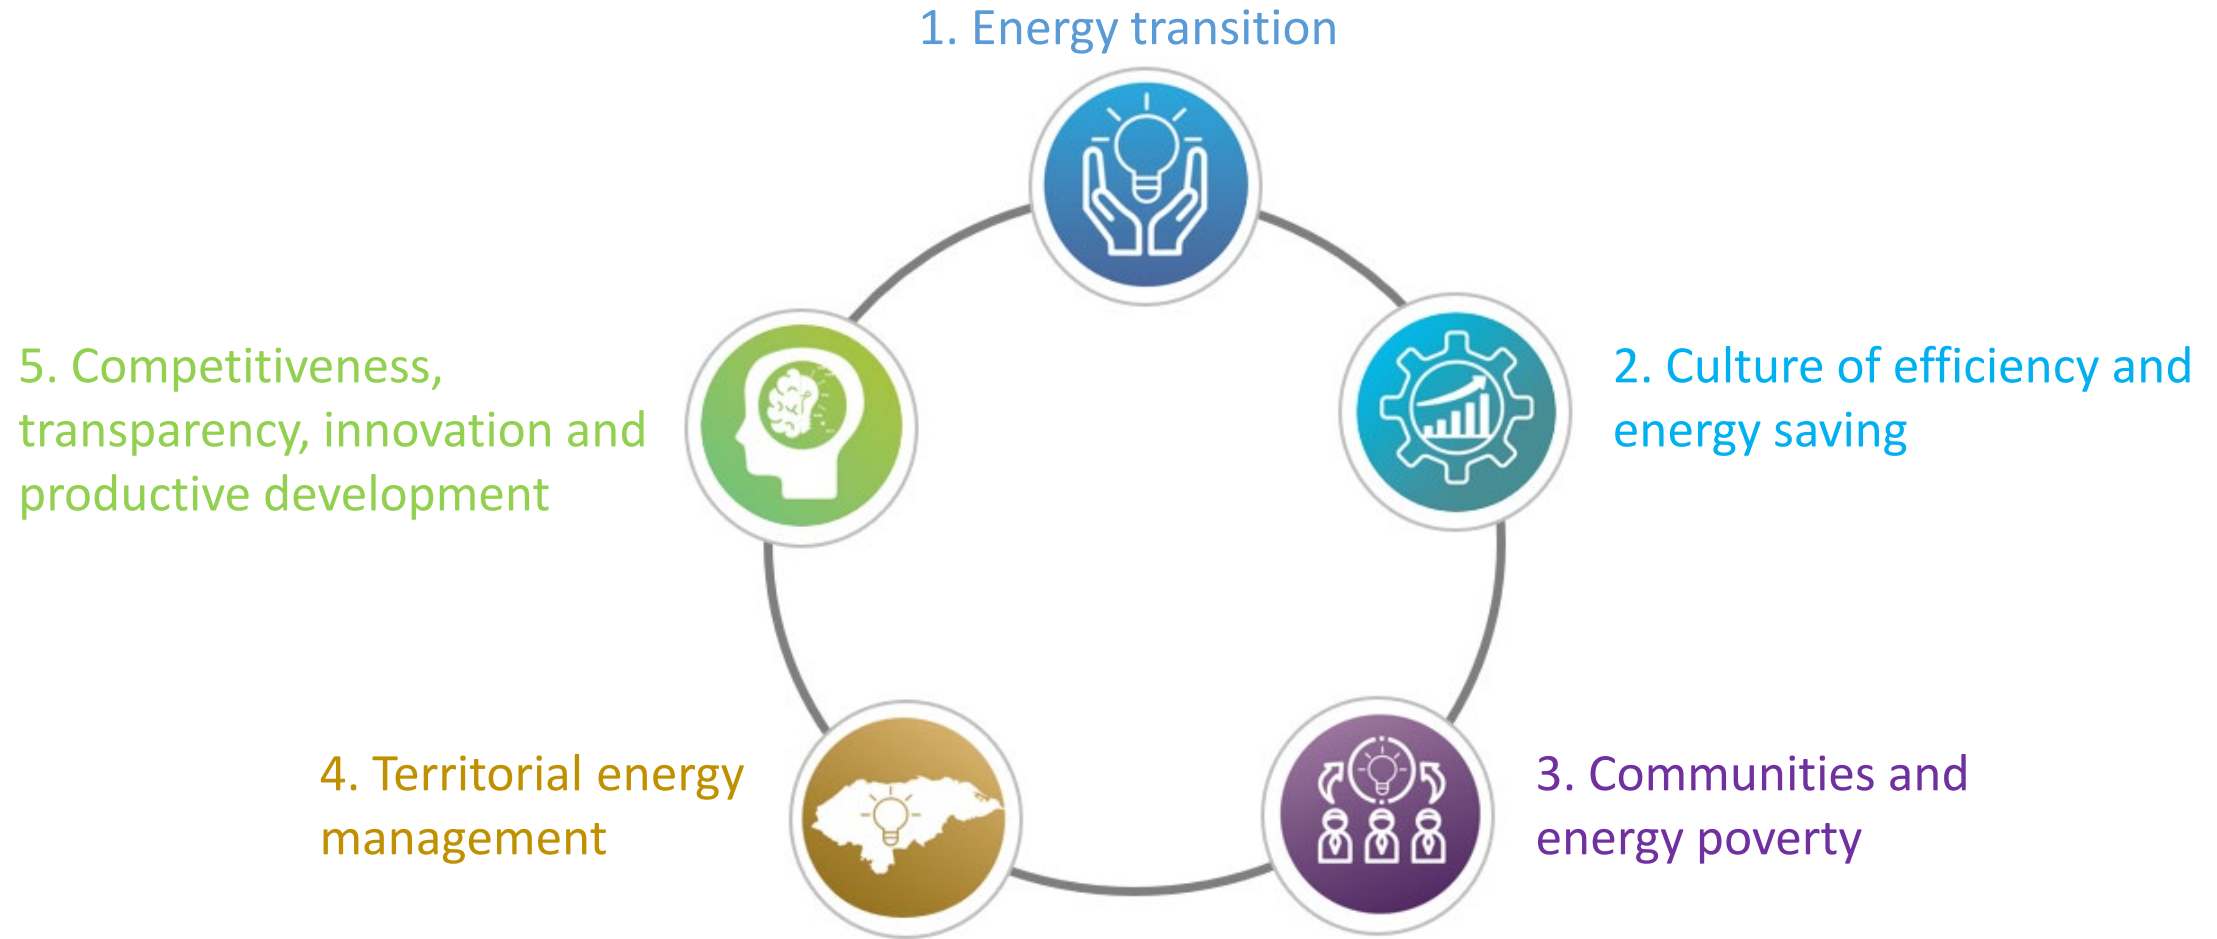 1. Energy transition
2. Culture of efficiency and
energy saving
3. Communities and
energy poverty
4. Territorial energy
management
5. Competitiveness,
transparency, innovation and
productive development